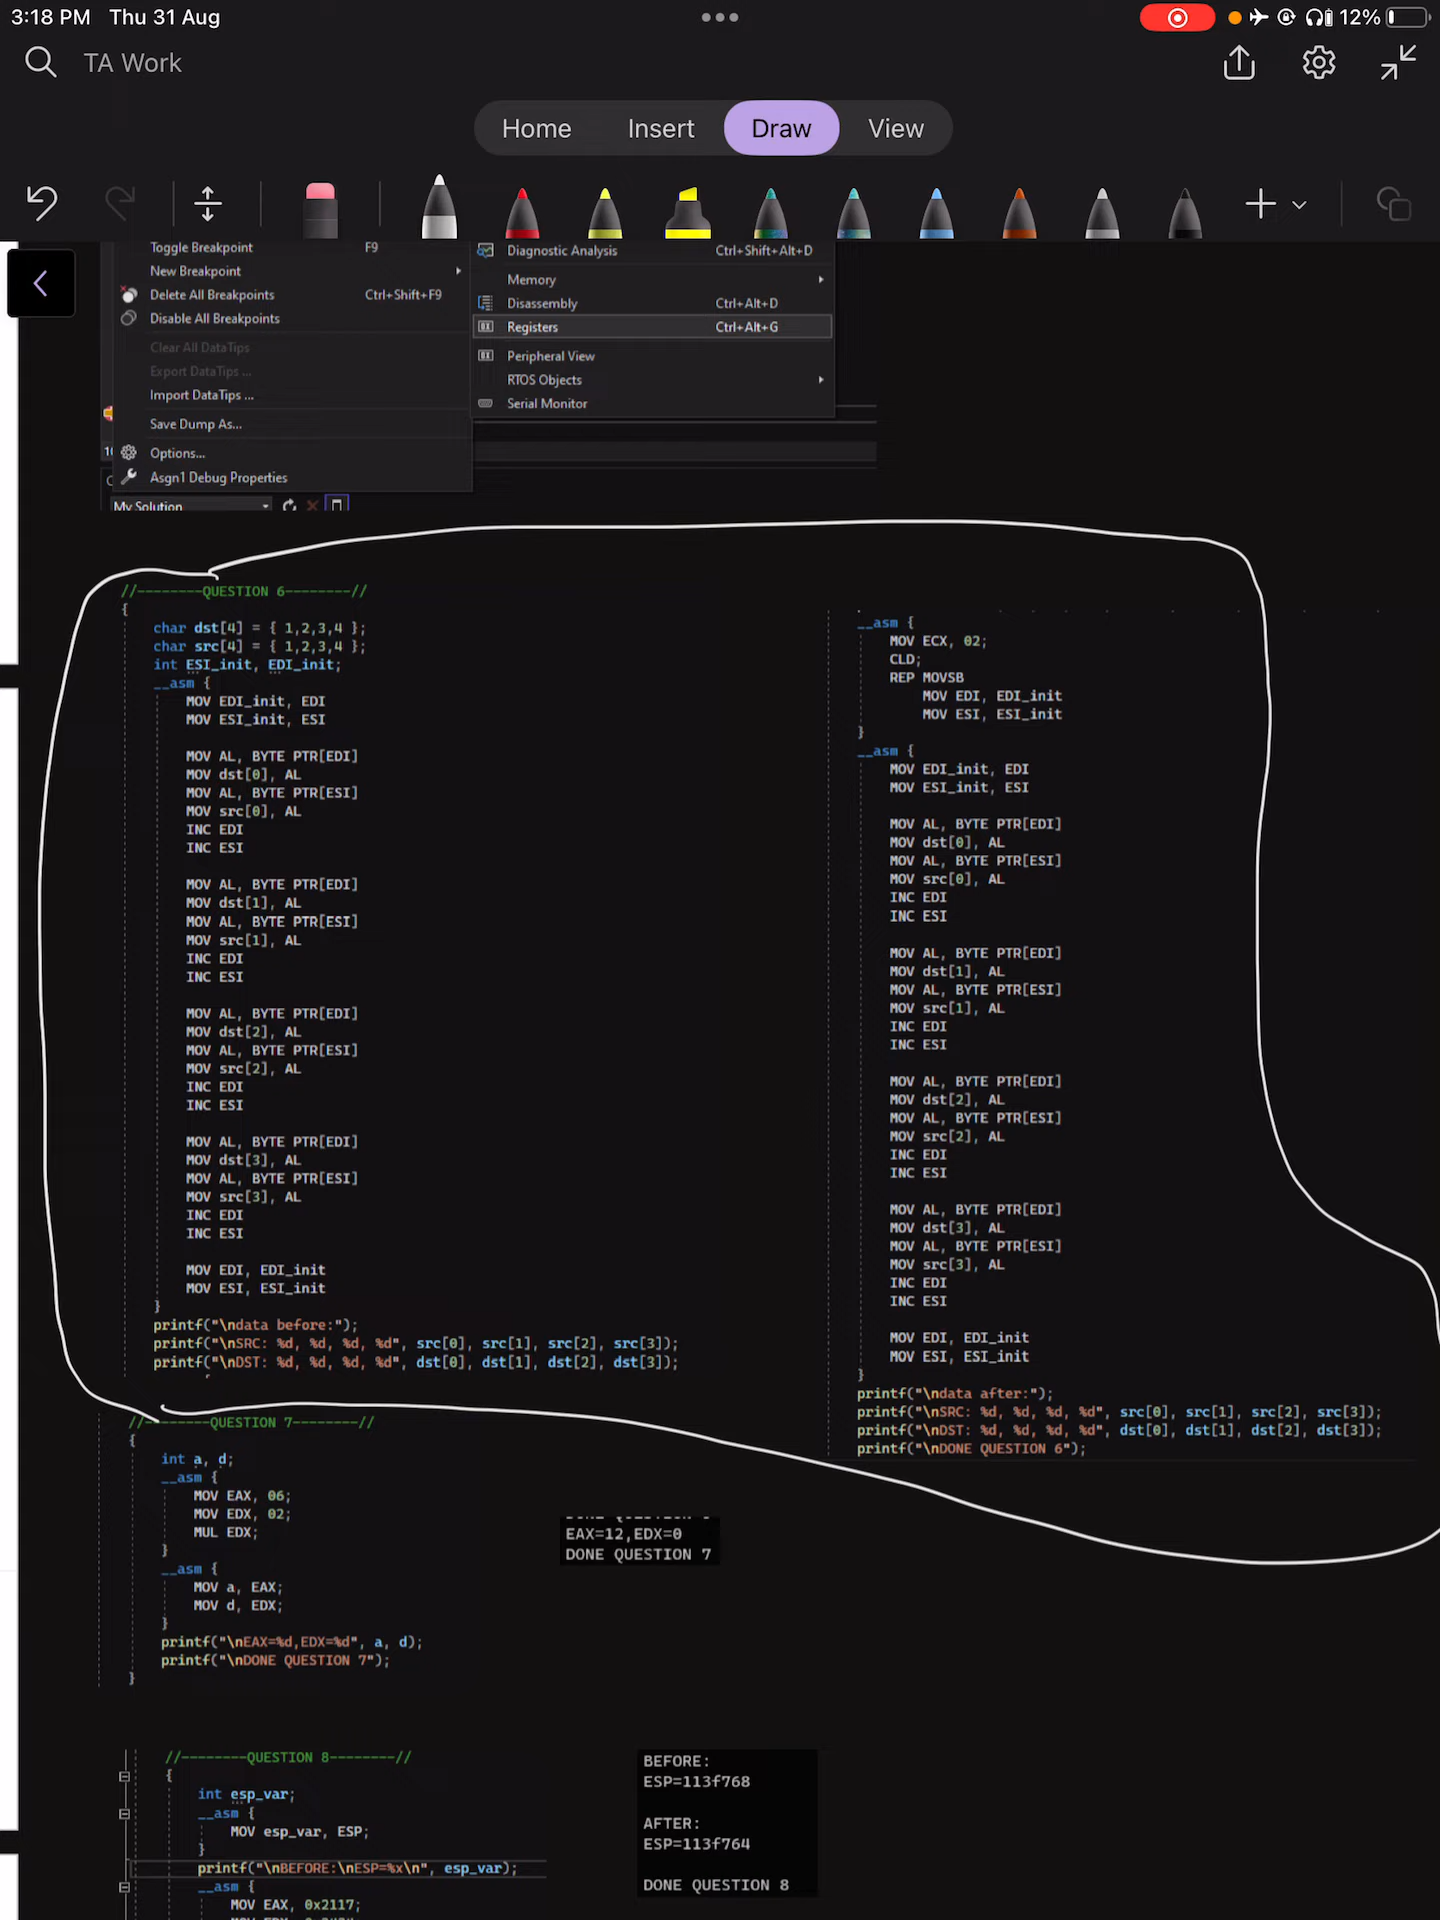 3:18 PM Thu 31 Aug
12%
TA Work
Home Insert Draw View
Toggle Breakpoint F9
New Breakpoint
Delete All Breakpoints Ctrl+Shift+F9
Disable All Breakpoints
Clear All DataTips
Export DataTips ...
Import DataTips ...
Save Dump As...
Options...
Asgn1 Debug Properties
My Solution
Diagnostic Analysis Ctrl+Shift+Alt+D
Memory
Disassembly Ctrl+Alt+D
Registers Ctrl+Alt+G
Peripheral View
RTOS Objects
Serial Monitor
//--------QUESTION 6--------//
{
char dst[4] = { 1,2,3,4 };
char src[4] = { 1,2,3,4 };
int ESI_init, EDI_init;
__asm {
MOV EDI_init, EDI
MOV ESI_init, ESI
MOV AL, BYTE PTR[EDI]
MOV dst[0], AL
MOV AL, BYTE PTR[ESI]
MOV src[0], AL
INC EDI
INC ESI
MOV AL, BYTE PTR[EDI]
MOV dst[1], AL
MOV AL, BYTE PTR[ESI]
MOV src[1], AL
INC EDI
INC ESI
MOV AL, BYTE PTR[EDI]
MOV dst[2], AL
MOV AL, BYTE PTR[ESI]
MOV src[2], AL
INC EDI
INC ESI
MOV AL, BYTE PTR[EDI]
MOV dst[3], AL
MOV AL, BYTE PTR[ESI]
MOV src[3], AL
INC EDI
INC ESI
MOV EDI, EDI_init
MOV ESI, ESI_init
}
printf("\ndata before:");
printf("\nSRC: %d, %d, %d, %d", src[0], src[1], src[2], src[3]);
printf("\nDST: %d, %d, %d, %d", dst[0], dst[1], dst[2], dst[3]);
__asm {
MOV ECX, 02;
CLD;
REP MOVSB
MOV EDI, EDI_init
MOV ESI, ESI_init
}
__asm {
MOV EDI_init, EDI
MOV ESI_init, ESI
MOV AL, BYTE PTR[EDI]
MOV dst[0], AL
MOV AL, BYTE PTR[ESI]
MOV src[0], AL
INC EDI
INC ESI
MOV AL, BYTE PTR[EDI]
MOV dst[1], AL
MOV AL, BYTE PTR[ESI]
MOV src[1], AL
INC EDI
INC ESI
MOV AL, BYTE PTR[EDI]
MOV dst[2], AL
MOV AL, BYTE PTR[ESI]
MOV src[2], AL
INC EDI
INC ESI
MOV AL, BYTE PTR[EDI]
MOV dst[3], AL
MOV AL, BYTE PTR[ESI]
MOV src[3], AL
INC EDI
INC ESI
MOV EDI, EDI_init
MOV ESI, ESI_init
}
printf("\ndata after:");
printf("\nSRC: %d, %d, %d, %d", src[0], src[1], src[2], src[3]);
printf("\nDST: %d, %d, %d, %d", dst[0], dst[1], dst[2], dst[3]);
printf("\nDONE QUESTION 6");
//--------QUESTION 7--------//
{
int a, d;
__asm {
MOV EAX, 06;
MOV EDX, 02;
MUL EDX;
}
__asm {
MOV a, EAX;
MOV d, EDX;
}
printf("\nEAX=%d,EDX=%d", a, d);
printf("\nDONE QUESTION 7");
}
EAX=12,EDX=0
DONE QUESTION 7
//--------QUESTION 8--------//
{
int esp_var;
__asm {
MOV esp_var, ESP;
}
printf("\nBEFORE:\nESP=%x\n", esp_var);
__asm {
MOV EAX, 0x2117;
BEFORE:
ESP=113f768
AFTER:
ESP=113f764
DONE QUESTION 8